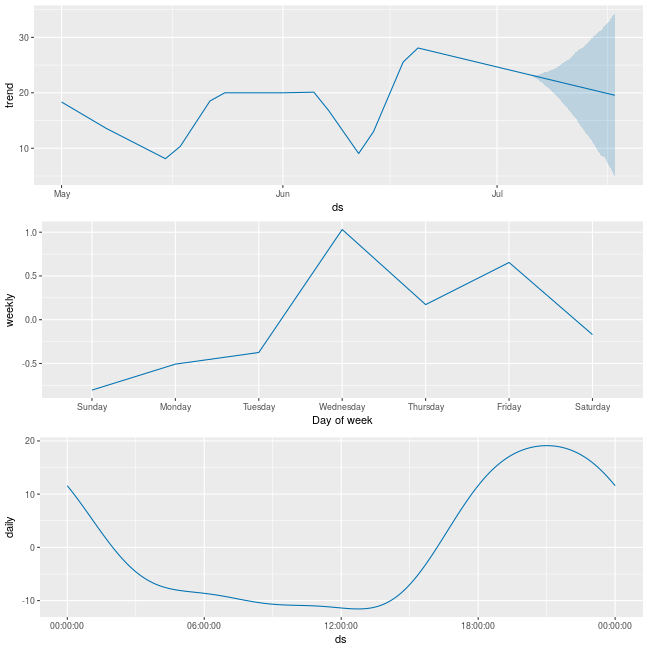 30
20
10
trend
May
Jun
Jul
ds
1.0
0.5
0.0
-0.5
weekly
Sunday
Monday
Tuesday
Wednesday
Thursday
Friday
Saturday
Day of week
20
10
0
-10
daily
00:00:00
06:00:00
12:00:00
18:00:00
00:00:00
ds